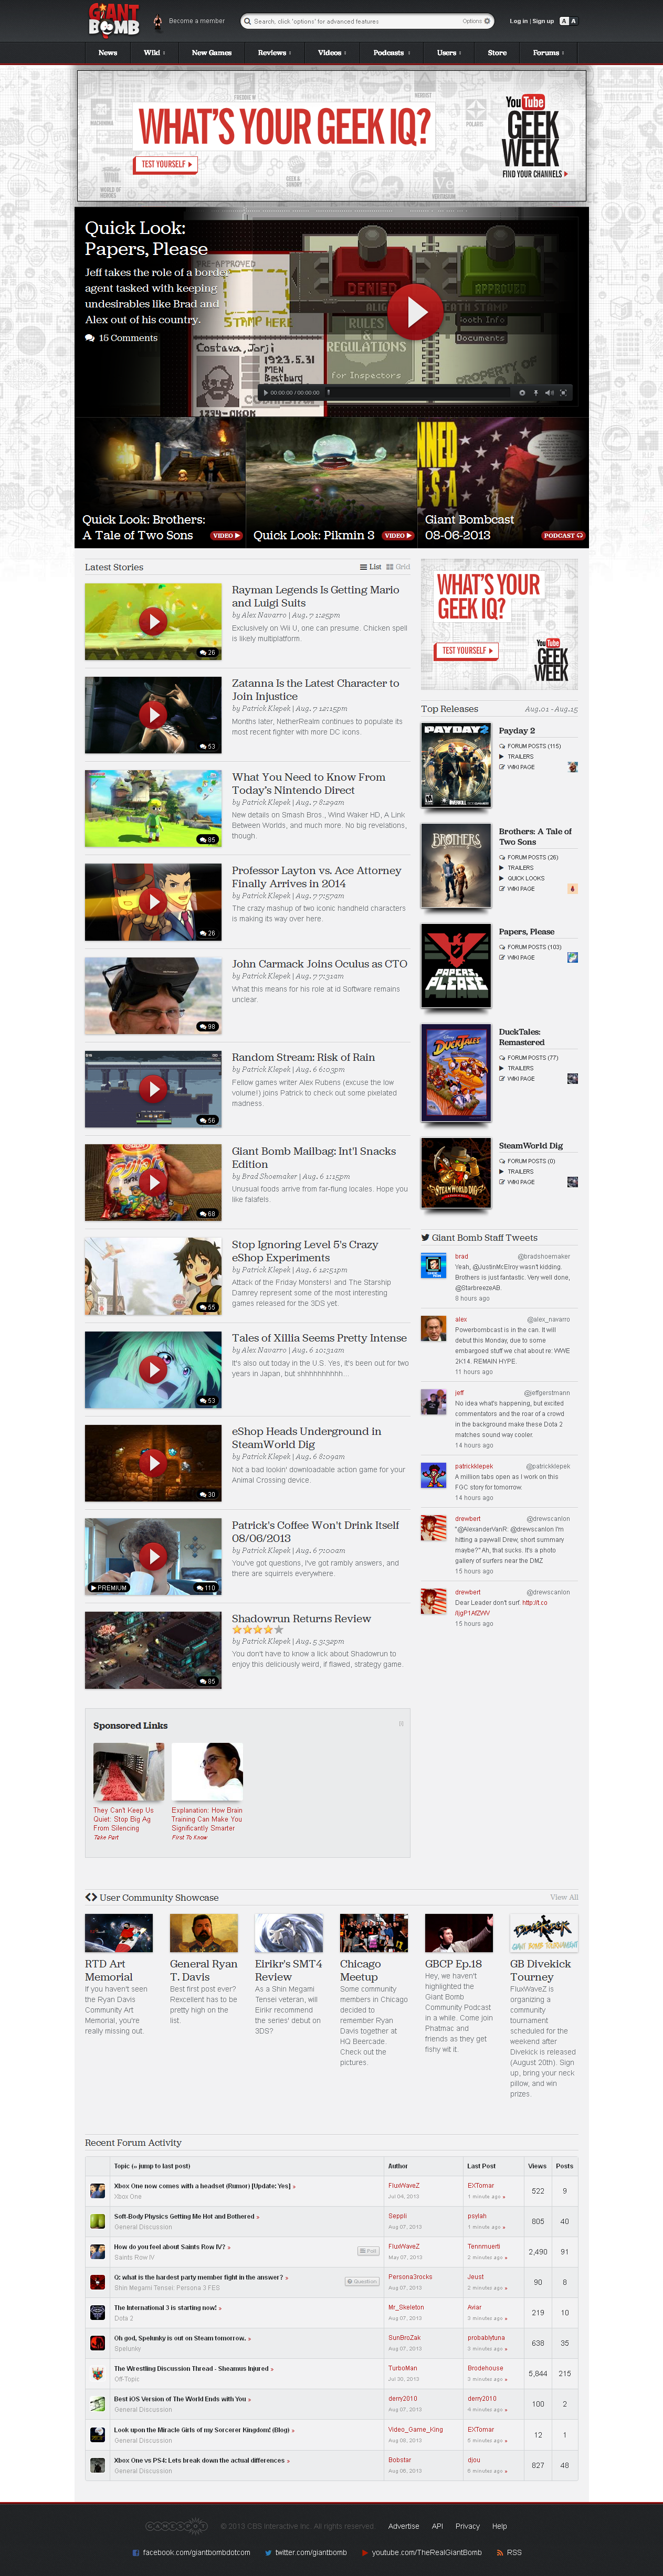 GIANT BOMB
Become a member
Search, click 'options' for advanced features
Options
Log in | Sign up
News
Wiki
New Games
Reviews
Videos
Podcasts
Users
Store
Forums
WHAT'S YOUR GEEK IQ?
TEST YOURSELF
YouTube
GEEK
WEEK
FIND YOUR CHANNELS
Quick Look:
Papers, Please
Jeff takes the role of a border
agent tasked with keeping
undesirables like Brad and
Alex out of his country.
15 Comments
00:00:00 / 00:00:00
Quick Look: Brothers:
A Tale of Two Sons
VIDEO
Quick Look: Pikmin 3
VIDEO
Giant Bombcast
08-06-2013
PODCAST
Latest Stories
List
Grid
Rayman Legends Is Getting Mario
and Luigi Suits
by Alex Navarro | Aug. 7 1:25pm
Exclusively on Wii U, one can presume. Chicken spell
is likely multiplatform.
26
Zatanna Is the Latest Character to
Join Injustice
by Patrick Klepek | Aug. 7 12:15pm
Months later, NetherRealm continues to populate its
most recent fighter with more DC icons.
53
What You Need to Know From
Today's Nintendo Direct
by Patrick Klepek | Aug. 7 8:29am
New details on Smash Bros., Wind Waker HD, A Link
Between Worlds, and much more. No big revelations,
though.
85
Professor Layton vs. Ace Attorney
Finally Arrives in 2014
by Patrick Klepek | Aug. 7 7:57am
The crazy mashup of two iconic handheld characters
is making its way over here.
26
John Carmack Joins Oculus as CTO
by Patrick Klepek | Aug. 7 7:31am
What this means for his role at id Software remains
unclear.
98
Random Stream: Risk of Rain
by Patrick Klepek | Aug. 6 6:03pm
Fellow games writer Alex Rubens (excuse the low
volume!) joins Patrick to check out some pixelated
madness.
56
Giant Bomb Mailbag: Int'l Snacks
Edition
by Brad Shoemaker | Aug. 6 1:15pm
Unusual foods arrive from far-flung locales. Hope you
like falafels.
68
Stop Ignoring Level 5's Crazy
eShop Experiments
by Patrick Klepek | Aug. 6 12:51pm
Attack of the Friday Monsters! and The Starship
Damrey represent some of the most interesting
games released for the 3DS yet.
55
Tales of Xillia Seems Pretty Intense
by Alex Navarro | Aug. 6 10:31am
It's also out today in the U.S. Yet, it's been out for two
years in Japan, but shhhhhhhhhh...
53
eShop Heads Underground in
SteamWorld Dig
by Patrick Klepek | Aug. 6 8:09am
Not a bad lookin' downloadable action game for your
Animal Crossing device.
30
Patrick's Coffee Won't Drink Itself
08/06/2013
by Patrick Klepek | Aug. 6 7:00am
You've got questions, I've got rambly answers, and
there are squirrels everywhere.
PREMIUM
110
Shadowrun Returns Review
by Patrick Klepek | Aug. 5 3:32pm
You don't have to know a lick about Shadowrun to
enjoy this deliciously weird, if flawed, strategy game.
85
WHAT'S YOUR
GEEK IQ?
TEST YOURSELF
YouTube
GEEK
WEEK
Top Releases
Aug.01 - Aug.15
PAYDAY 2
Payday 2
FORUM POSTS (115)
TRAILERS
WIKI PAGE
BROTHERS
Brothers: A Tale of
Two Sons
FORUM POSTS (26)
TRAILERS
QUICK LOOKS
WIKI PAGE
PAPERS, PLEASE
Papers, Please
FORUM POSTS (103)
WIKI PAGE
DUCKTALES
DuckTales:
Remastered
FORUM POSTS (77)
TRAILERS
WIKI PAGE
STEAMWORLD DIG
SteamWorld Dig
FORUM POSTS (0)
TRAILERS
WIKI PAGE
Giant Bomb Staff Tweets
brad
@bradshoemaker
Yeah, @JustinMcElroy wasn't kidding.
Brothers is just fantastic. Very well done,
@StarbreezeAB.
8 hours ago
alex
@alex_navarro
Powerbombcast is in the can. It will
debut this Monday, due to some
embargoed stuff we chat about re: WWE
2K14. REMAIN HYPE.
11 hours ago
jeff
@jeffgerstmann
No idea what's happening, but excited
commentators and the roar of a crowd
in the background make these Dota 2
matches sound way cooler.
14 hours ago
patrickklepek
@patrickklepek
A million tabs open as I work on this
FGC story for tomorrow.
14 hours ago
drewbert
@drewscanlon
"@AlexanderVanR: @drewscanlon I'm
hitting a paywall Drew, short summary
maybe?" Ah, that sucks. It's a photo
gallery of surfers near the DMZ
15 hours ago
drewbert
@drewscanlon
Dear Leader don't surf. http://t.co
/ljgP1AfZWV
15 hours ago
Sponsored Links
They Can't Keep Us
Quiet: Stop Big Ag
From Silencing
Take Part
Explanation: How Brain
Training Can Make You
Significantly Smarter
First To Know
User Community Showcase
View All
RTD Art
Memorial
If you haven't seen
the Ryan Davis
Community Art
Memorial, you're
really missing out.
General Ryan
T. Davis
Best first post ever?
Rexcellent has to be
pretty high on the
list.
Eirikr's SMT4
Review
As a Shin Megami
Tensei veteran, will
Eirikr recommend
the series' debut on
3DS?
Chicago
Meetup
Some community
members in Chicago
decided to
remember Ryan
Davis together at
HQ Beercade.
Check out the
pictures.
GBCP Ep.18
Hey, we haven't
highlighted the
Giant Bomb
Community Podcast
in a while. Come join
Phatmac and
friends as they get
fishy wit it.
GB Divekick
Tourney
FluxWaveZ is
organizing a
community
tournament
scheduled for the
weekend after
Divekick is released
(August 20th). Sign
up, bring your neck
pillow, and win
prizes.
Recent Forum Activity
Topic (» jump to last post)
Author
Last Post
Views
Posts
Xbox One now comes with a headset (Rumor) [Update: Yes] »
Xbox One
FluxWaveZ
Jul 04, 2013
EXTomar
1 minute ago »
522
9
Soft-Body Physics Getting Me Hot and Bothered »
General Discussion
Seppli
Aug 07, 2013
psylah
1 minute ago »
805
40
How do you feel about Saints Row IV? »
Saints Row IV
Poll
FluxWaveZ
May 07, 2013
Tennmuerti
2 minutes ago »
2,490
91
Q: what is the hardest party member fight in the answer? »
Shin Megami Tensei: Persona 3 FES
Question
Persona3rocks
Aug 07, 2013
Jeust
2 minutes ago »
90
8
The International 3 is starting now! »
Dota 2
Mr_Skeleton
Aug 07, 2013
Aviar
3 minutes ago »
219
10
Oh god, Spelunky is out on Steam tomorrow. »
Spelunky
SunBroZak
Aug 07, 2013
probablytuna
3 minutes ago »
638
35
The Wrestling Discussion Thread - Sheamus Injured »
Off-Topic
TurboMan
Jul 30, 2013
Brodehouse
3 minutes ago »
5,844
215
Best iOS Version of The World Ends with You »
General Discussion
derry2010
Aug 07, 2013
derry2010
4 minutes ago »
100
2
Look upon the Miracle Girls of my Sorcerer Kingdom! (Blog) »
General Discussion
Video_Game_King
Aug 09, 2013
EXTomar
5 minutes ago »
12
1
Xbox One vs PS4: Lets break down the actual differences »
General Discussion
Bobstar
Aug 06, 2013
djou
6 minutes ago »
827
48
GAMESPOT
© 2013 CBS Interactive Inc. All rights reserved.
Advertise
API
Privacy
Help
facebook.com/giantbombdotcom
twitter.com/giantbomb
youtube.com/TheRealGiantBomb
RSS